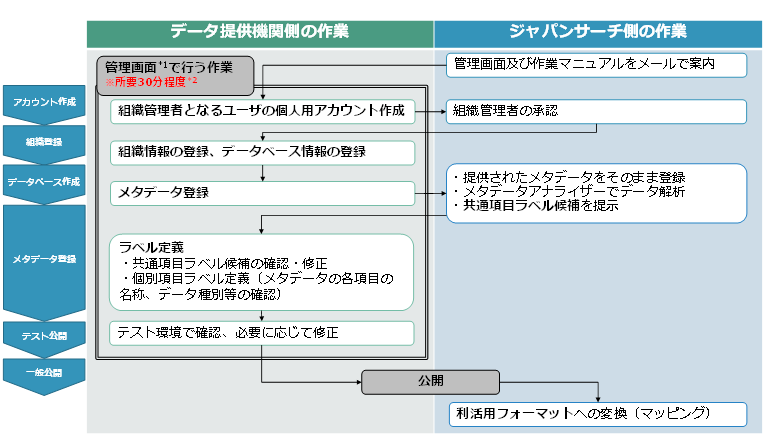 データ提供機関側の作業
ジャパンサーチ側の作業
管理画面*1で行う作業
※所要30分程度*2
管理画面及び作業マニュアルをメールで案内
アカウント作成
組織管理者となるユーザの個人用アカウント作成
組織管理者の承認
組織登録
組織情報の登録、データベース情報の登録
データベース作成
メタデータ登録
・提供されたメタデータをそのまま登録
・メタデータアナライザーでデータ解析
・共通項目ラベル候補を提示
メタデータ登録
ラベル定義
・共通項目ラベル候補の確認・修正
・個別項目ラベル定義（メタデータの各項目の
名称、データ種別等の確認）
テスト公開
テスト環境で確認、必要に応じて修正
一般公開
公開
利活用フォーマットへの変換（マッピング）